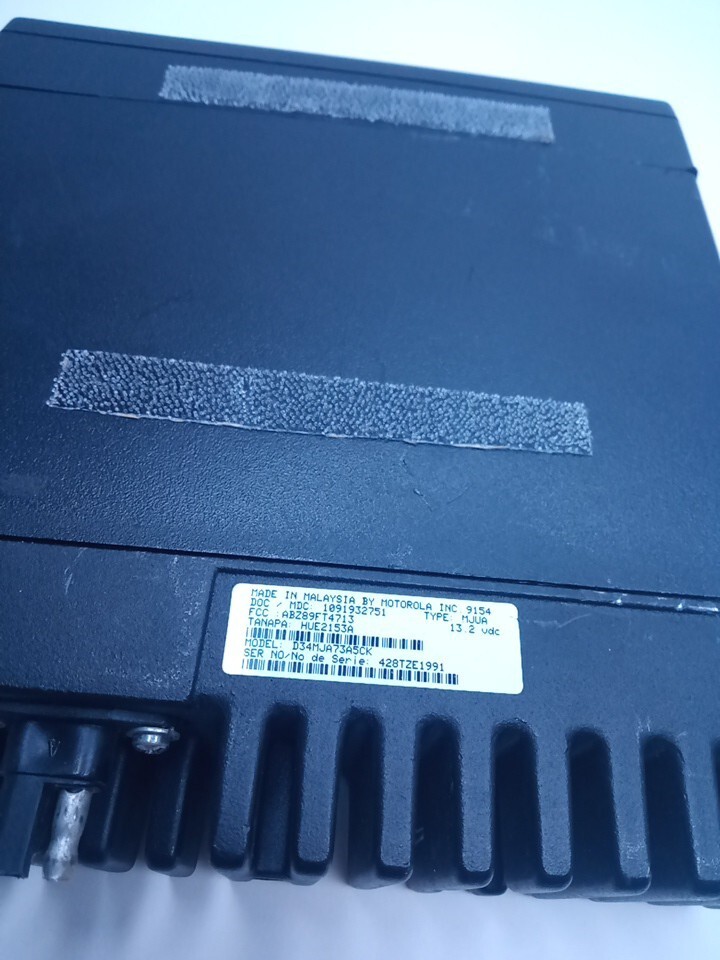 MADE IN MALAYSIA BY MOTOROLA INC 9154
DOC / MDC: 1091932751 TYPE: MJUA
FCC: ABZ89FT4713 13.2 vdc
TANAPA: HUE2153A
MODEL: D34MJA73A5CK
SER NO/No de Serie: 428TZE1991